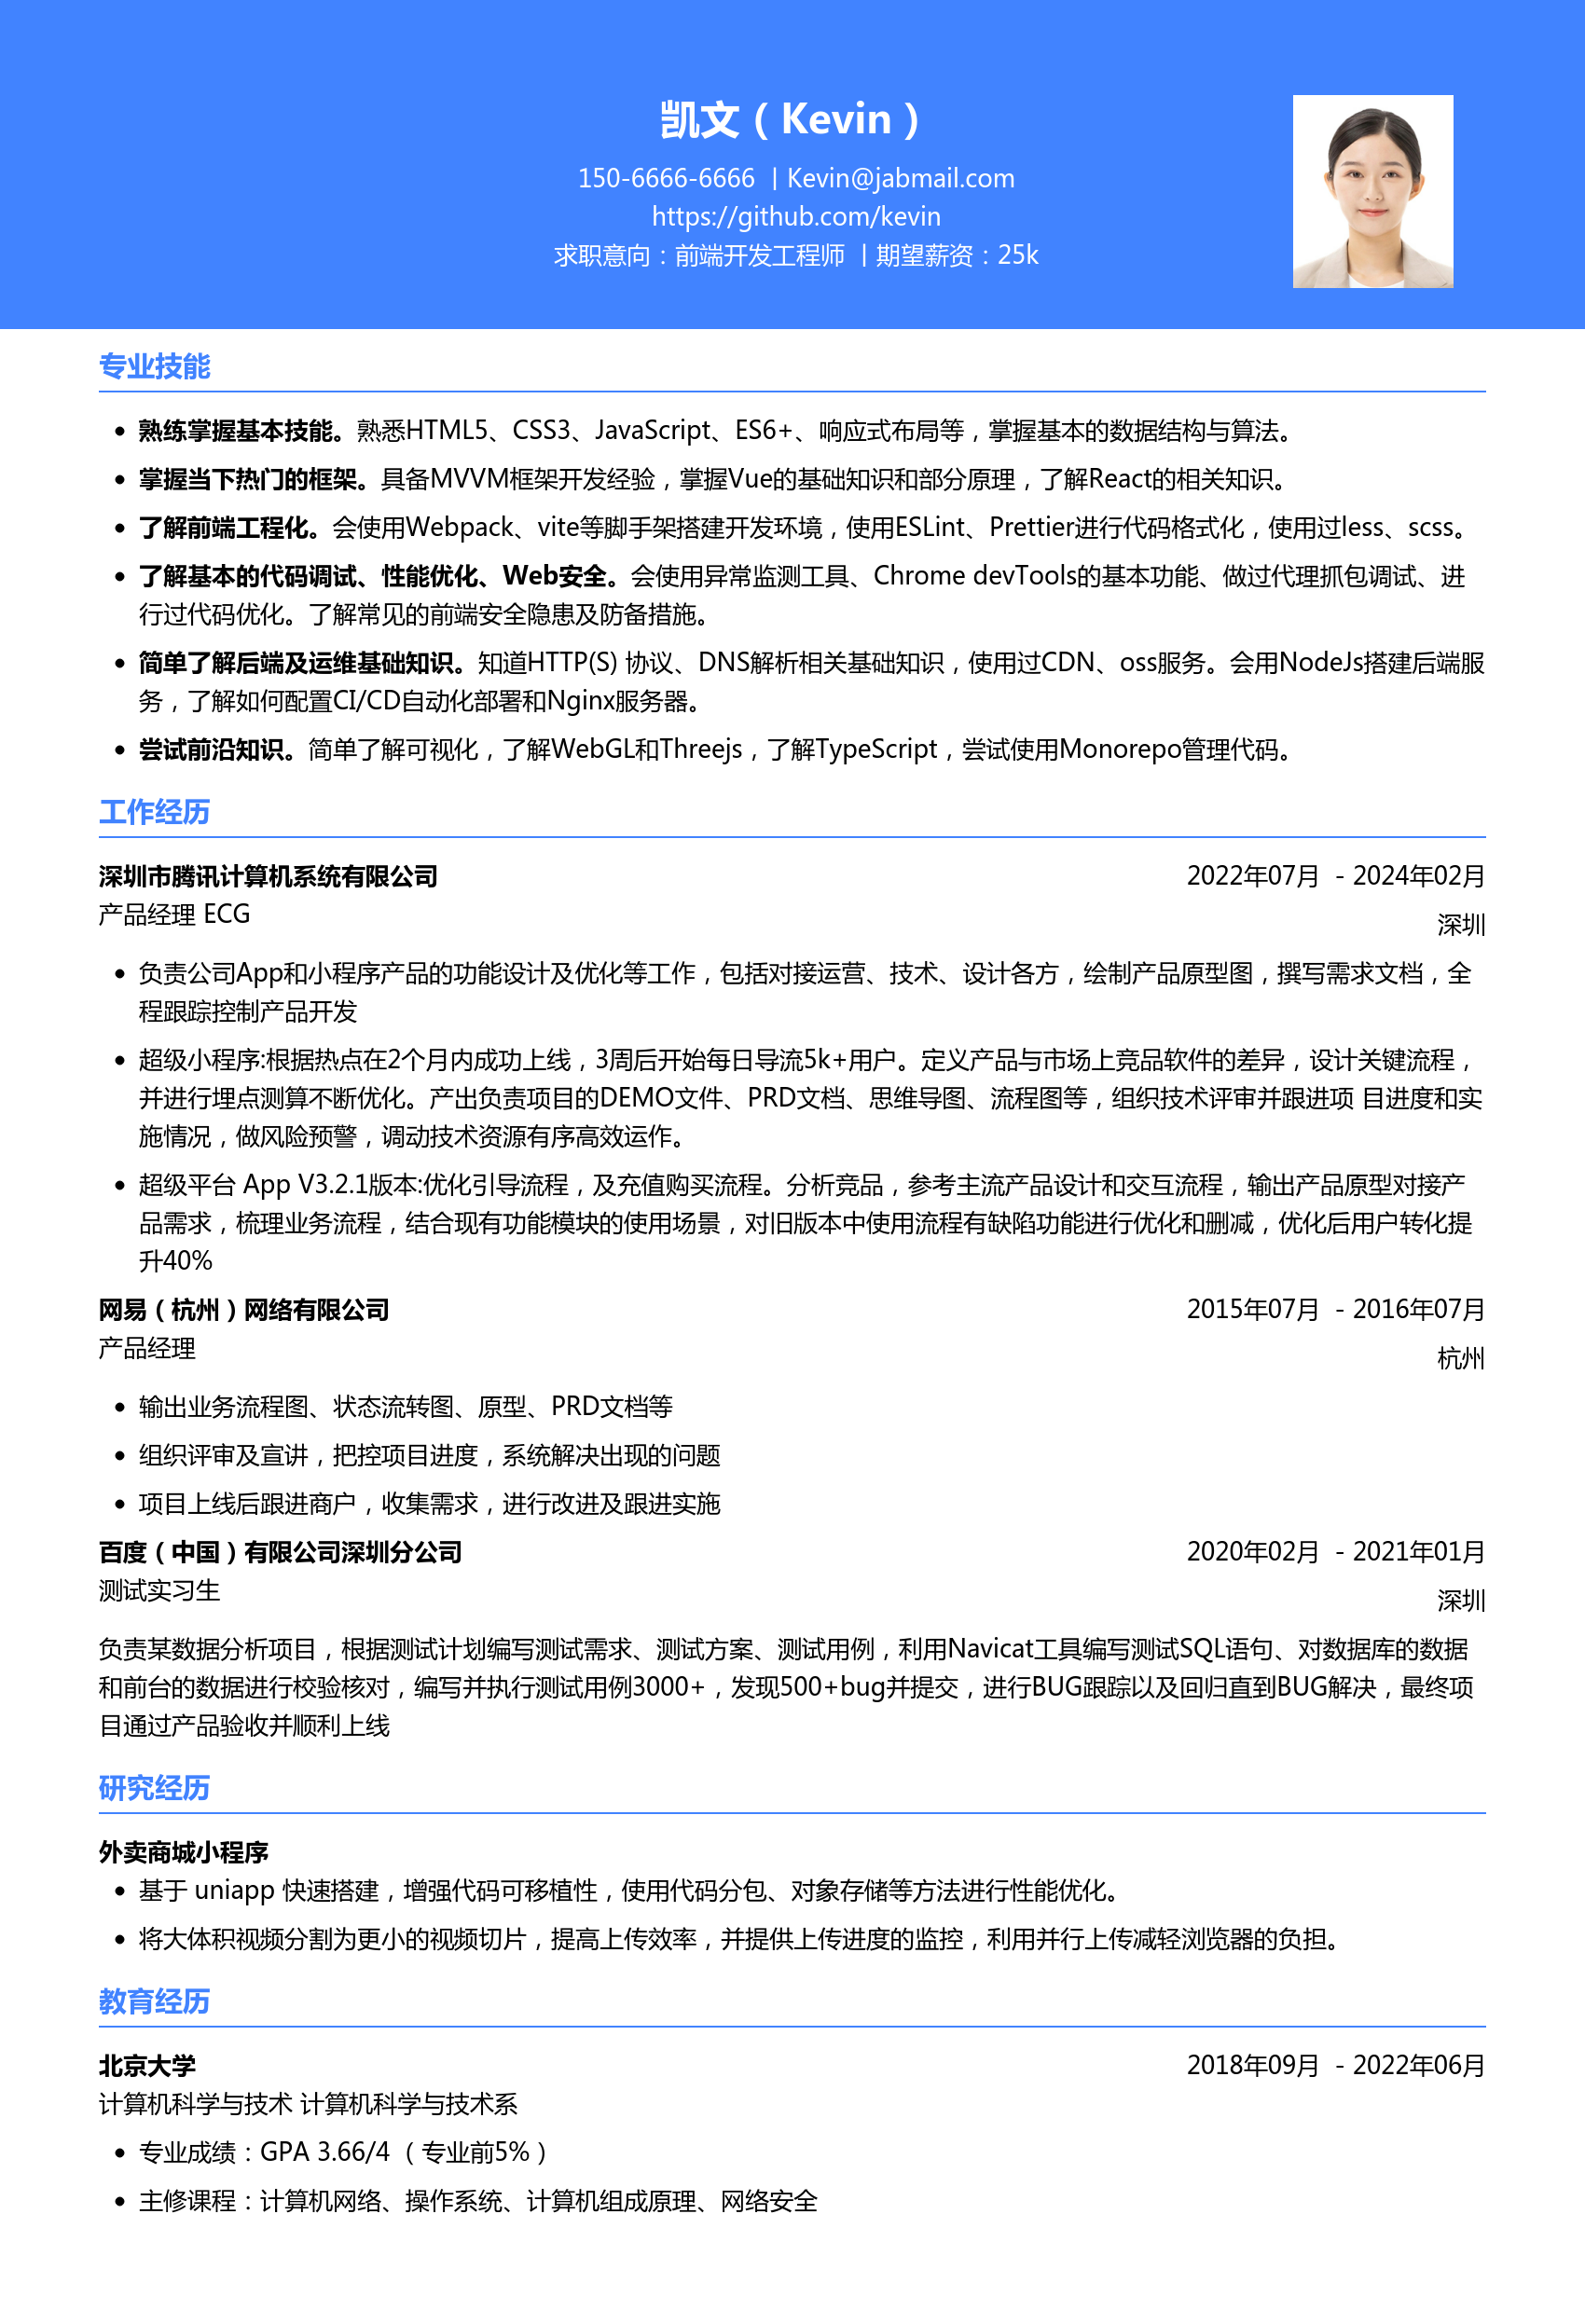 凯文（Kevin）
150-6666-6666 | Kevin@jabmail.com
https://github.com/kevin
求职意向：前端开发工程师 | 期望薪资：25k
专业技能
• 熟练掌握基本技能。熟悉HTML5、CSS3、JavaScript、ES6+、响应式布局等，掌握基本的数据结构与算法。
• 掌握当下热门的框架。具备MVVM框架开发经验，掌握Vue的基础知识和部分原理，了解React的相关知识。
• 了解前端工程化。会使用Webpack、vite等脚手架搭建开发环境，使用ESLint、Prettier进行代码格式化，使用过less、scss。
• 了解基本的代码调试、性能优化、Web安全。会使用异常监测工具、Chrome devTools的基本功能、做过代理抓包调试、进
行过代码优化。了解常见的前端安全隐患及防备措施。
• 简单了解后端及运维基础知识。知道HTTP(S) 协议、DNS解析相关基础知识，使用过CDN、oss服务。会用NodeJs搭建后端服
务，了解如何配置CI/CD自动化部署和Nginx服务器。
• 尝试前沿知识。简单了解可视化，了解WebGL和Threejs，了解TypeScript，尝试使用Monorepo管理代码。
工作经历
深圳市腾讯计算机系统有限公司 2022年07月 - 2024年02月
产品经理 ECG 深圳
• 负责公司App和小程序产品的功能设计及优化等工作，包括对接运营、技术、设计各方，绘制产品原型图，撰写需求文档，全
程跟踪控制产品开发
• 超级小程序:根据热点在2个月内成功上线，3周后开始每日导流5k+用户。定义产品与市场上竞品软件的差异，设计关键流程，
并进行埋点测算不断优化。产出负责项目的DEMO文件、PRD文档、思维导图、流程图等，组织技术评审并跟进项 目进度和实
施情况，做风险预警，调动技术资源有序高效运作。
• 超级平台 App V3.2.1版本:优化引导流程，及充值购买流程。分析竞品，参考主流产品设计和交互流程，输出产品原型对接产
品需求，梳理业务流程，结合现有功能模块的使用场景，对旧版本中使用流程有缺陷功能进行优化和删减，优化后用户转化提
升40%
网易（杭州）网络有限公司 2015年07月 - 2016年07月
产品经理 杭州
• 输出业务流程图、状态流转图、原型、PRD文档等
• 组织评审及宣讲，把控项目进度，系统解决出现的问题
• 项目上线后跟进商户，收集需求，进行改进及跟进实施
百度（中国）有限公司深圳分公司 2020年02月 - 2021年01月
测试实习生 深圳
负责某数据分析项目，根据测试计划编写测试需求、测试方案、测试用例，利用Navicat工具编写测试SQL语句、对数据库的数据
和前台的数据进行校验核对，编写并执行测试用例3000+，发现500+bug并提交，进行BUG跟踪以及回归直到BUG解决，最终项
目通过产品验收并顺利上线
研究经历
外卖商城小程序
• 基于 uniapp 快速搭建，增强代码可移植性，使用代码分包、对象存储等方法进行性能优化。
• 将大体积视频分割为更小的视频切片，提高上传效率，并提供上传进度的监控，利用并行上传减轻浏览器的负担。
教育经历
北京大学 2018年09月 - 2022年06月
计算机科学与技术 计算机科学与技术系
• 专业成绩：GPA 3.66/4 （专业前5%）
• 主修课程：计算机网络、操作系统、计算机组成原理、网络安全